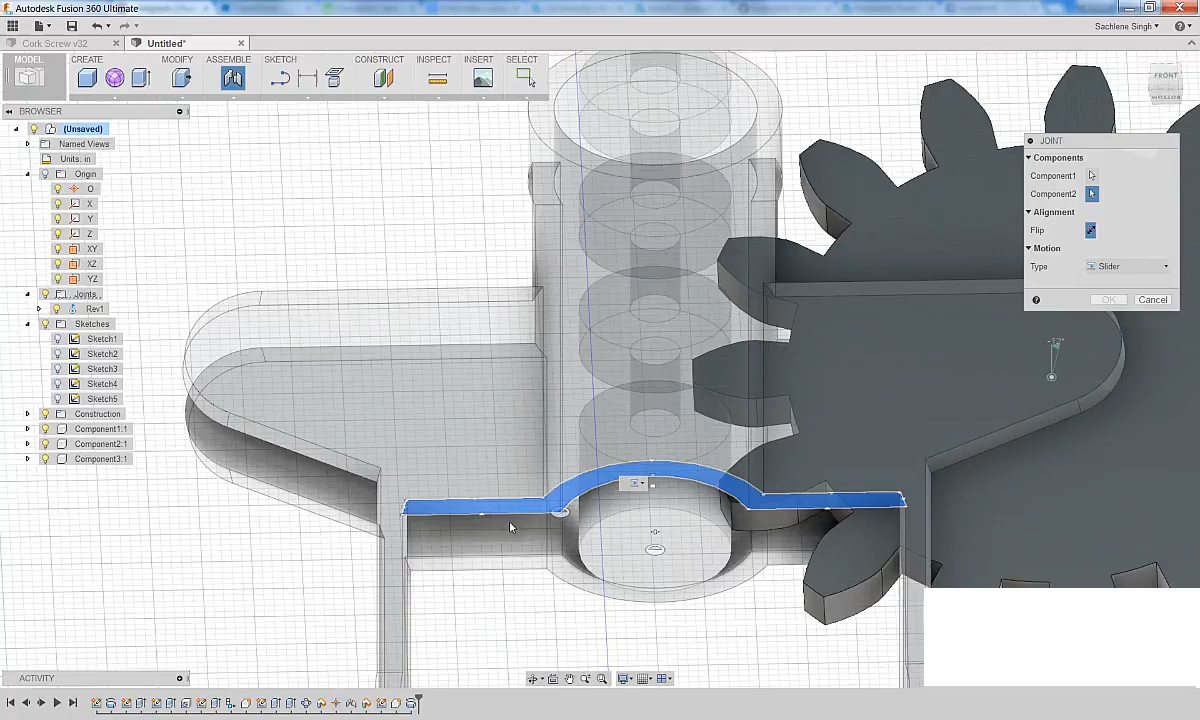 Autodesk Fusion 360 Ultimate
Sachlene Singh
Cork Screw v32
Untitled*
MODEL
CREATE
MODIFY
ASSEMBLE
SKETCH
CONSTRUCT
INSPECT
INSERT
SELECT
FRONT
BROWSER
(Unsaved)
Named Views
Units: in
Origin
O
X
Y
Z
XY
XZ
YZ
Joints
Rev1
Sketches
Sketch1
Sketch2
Sketch3
Sketch4
Sketch5
Construction
Component1:1
Component2:1
Component3:1
JOINT
Components
Component1
Component2
Alignment
Flip
Motion
Type
Slider
OK
Cancel
ACTIVITY